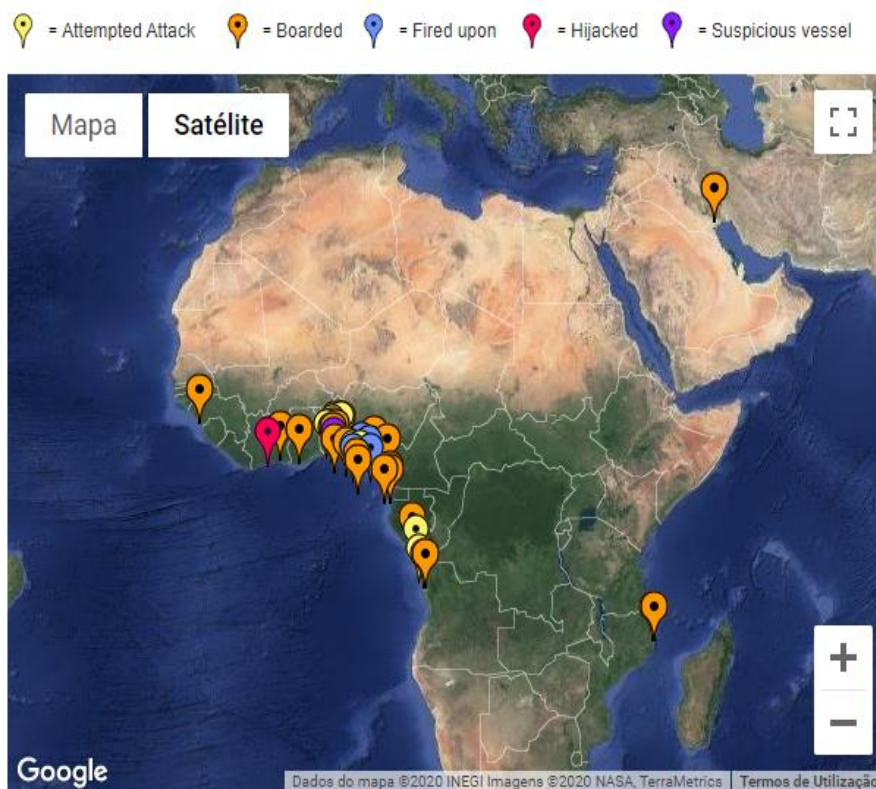 = Attempted Attack = Boarded = Fired upon = Hijacked = Suspicious vessel
Mapa Satélite
Google
Dados do mapa ©2020 INEGI Imagens ©2020 NASA, TerraMetrics Termos de Utilização